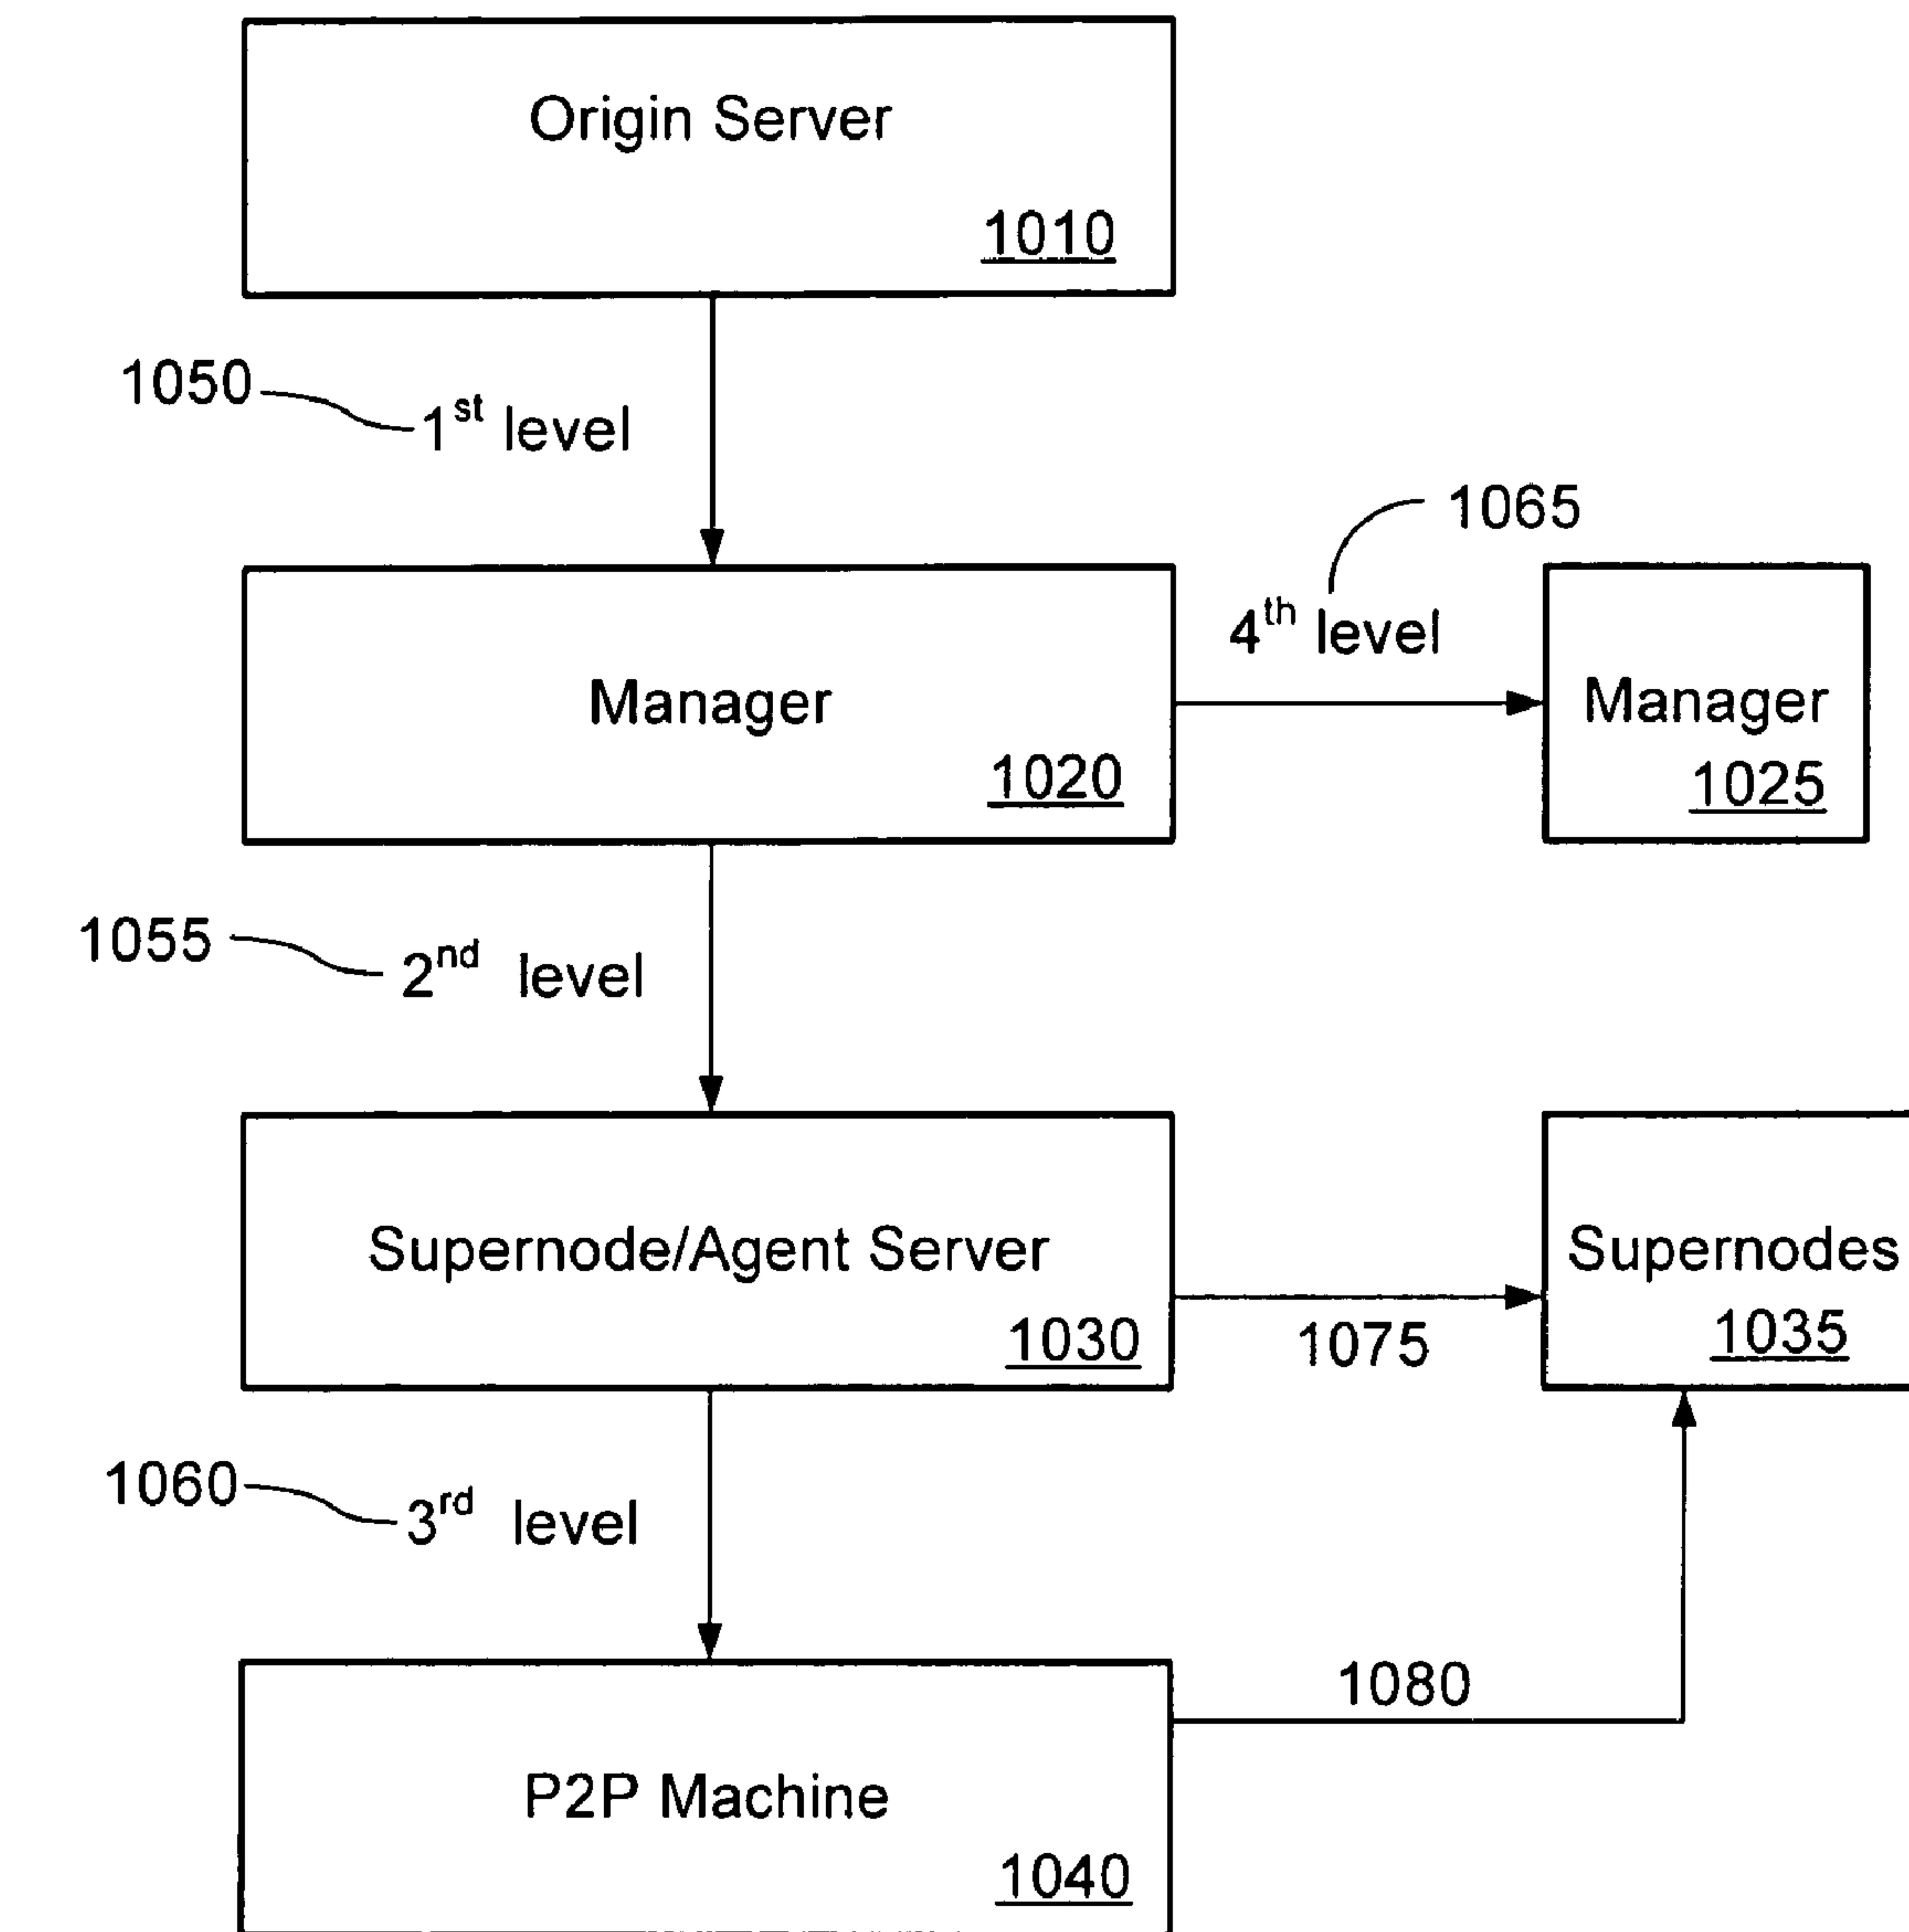 Origin Server
1010
1050
1st level
1065
4th level
Manager
1020
Manager
1025
1055
2nd level
Supernode/Agent Server
1030
1075
Supernodes
1035
1060
3rd level
1080
P2P Machine
1040